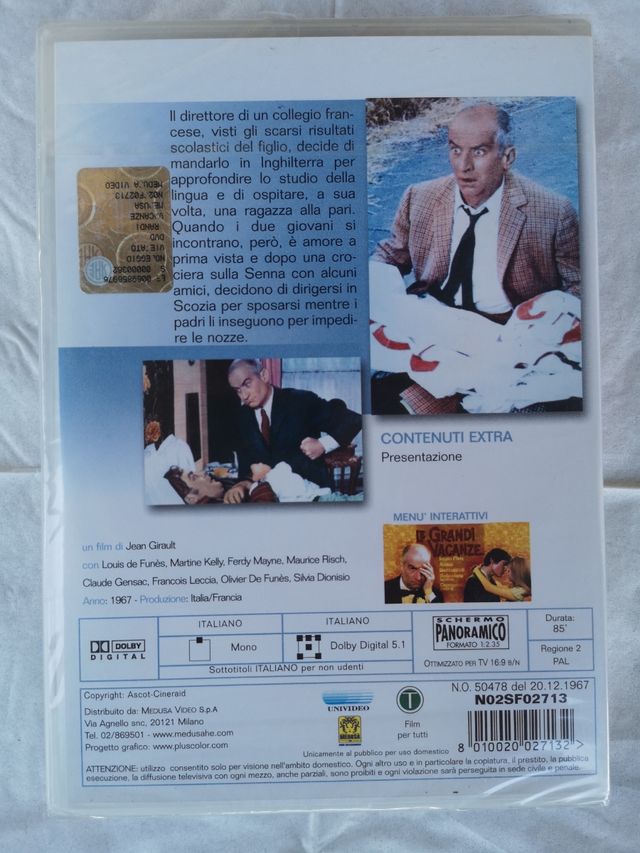 Il direttore di un collegio fran-
cese, visti gli scarsi risultati
scolastici del figlio, decide di
mandarlo in Inghilterra per
approfondire lo studio della
lingua e di ospitare, a sua
volta, una ragazza alla pari.
Quando i due giovani si
incontrano, però, è amore a
prima vista e dopo una cro-
ciera sulla Senna con alcuni
amici, decidono di dirigersi in
Scozia per sposarsi mentre i
padri li inseguono per impedi-
re le nozze.
MEDUSA VIDEO
VACANZE
DVD
VIETATO
NOLEGGIO
CONTENUTI EXTRA
Presentazione
MENU' INTERATTIVI
LE GRANDI
VACANZE
un film di Jean Girault
con Louis de Funès, Martine Kelly, Ferdy Mayne, Maurice Risch,
Claude Gensac, Francois Leccia, Olivier De Funès, Silvia Dionisio
Anno: 1967 - Produzione: Italia/Francia
DOLBY
DIGITAL
ITALIANO
Mono
ITALIANO
Dolby Digital 5.1
Sottotitoli ITALIANO per non udenti
SCHERMO
PANORAMICO
FORMATO 1:2.35
OTTIMIZZATO PER TV 16:9 B/N
Durata:
85'
Regione 2
PAL
Copyright: Ascot-Cineraid
Distribuito da: MEDUSA VIDEO S.p.A
Via Agnello snc, 20121 Milano
Tel. 02/869501 - www.medusahe.com
Progetto grafico: www.pluscolor.com
UNIVIDEO
MEDUSA
T
Film
per tutti
N.O. 50478 del 20.12.1967
N02SF02713
8 010020 027132 >
Unicamente al pubblico per uso domestico
ATTENZIONE: utilizzo consentito solo per visione nell'ambito domestico. Ogni altro uso e in particolare la copiatura, il prestito, la pubblica
esecuzione, la diffusione televisiva con ogni mezzo, anche parziali, sono proibiti e ogni violazione sarà perseguita in sede civile e penale.